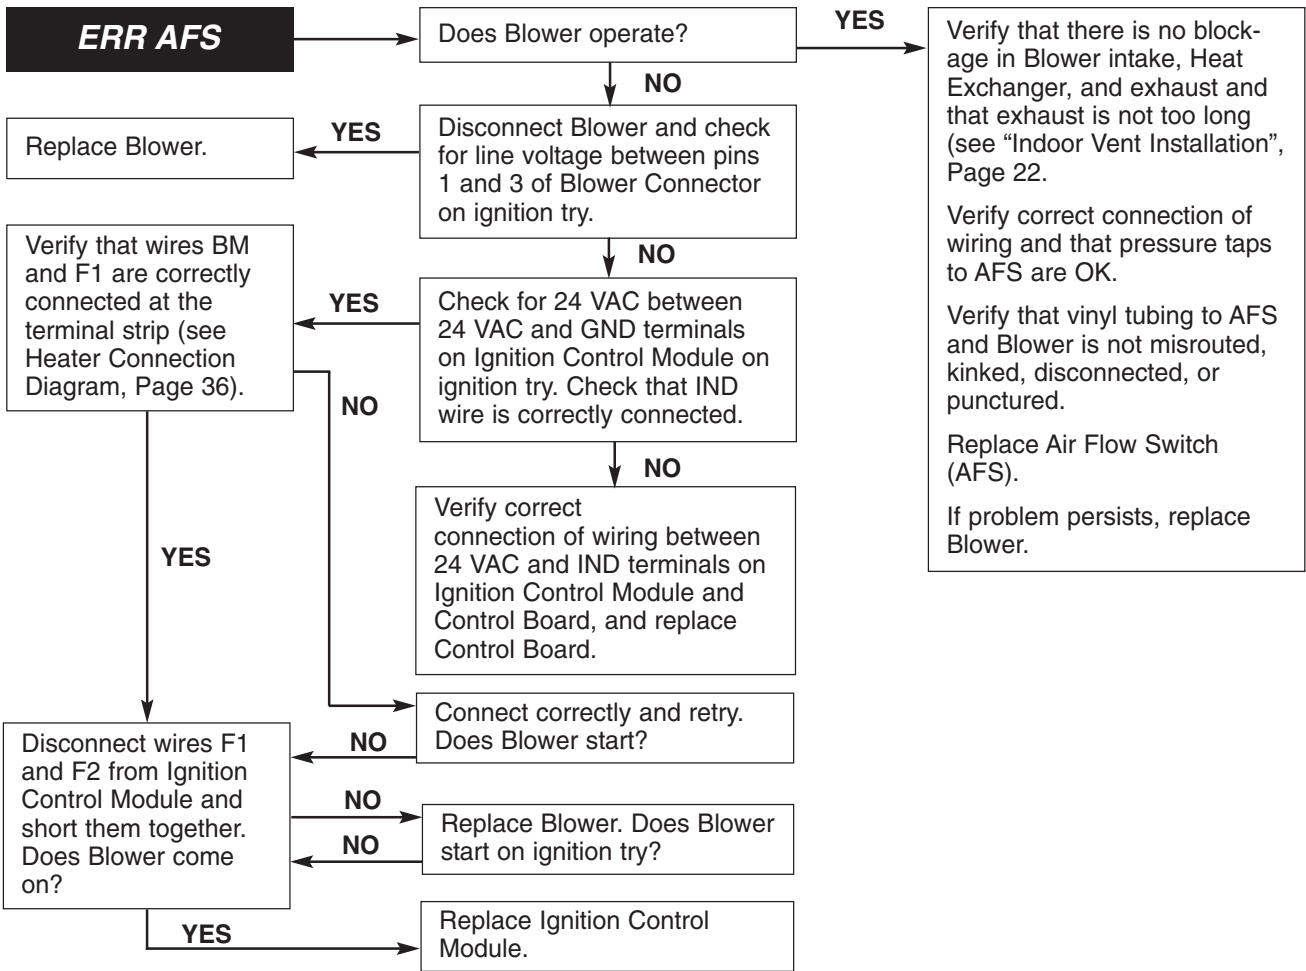 ERR AFS
Does Blower operate?
YES
Verify that there is no block-
age in Blower intake, Heat
Exchanger, and exhaust and
that exhaust is not too long
(see “Indoor Vent Installation”,
Page 22.
Verify correct connection of
wiring and that pressure taps
to AFS are OK.
Verify that vinyl tubing to AFS
and Blower is not misrouted,
kinked, disconnected, or
punctured.
Replace Air Flow Switch
(AFS).
If problem persists, replace
Blower.
NO
Disconnect Blower and check
for line voltage between pins
1 and 3 of Blower Connector
on ignition try.
YES
Replace Blower.
NO
Check for 24 VAC between
24 VAC and GND terminals
on Ignition Control Module on
ignition try. Check that IND
wire is correctly connected.
YES
Verify that wires BM
and F1 are correctly
connected at the
terminal strip (see
Heater Connection
Diagram, Page 36).
NO
NO
Verify correct
connection of wiring between
24 VAC and IND terminals on
Ignition Control Module and
Control Board, and replace
Control Board.
YES
Connect correctly and retry.
Does Blower start?
NO
Disconnect wires F1
and F2 from Ignition
Control Module and
short them together.
Does Blower come
on?
NO
Replace Blower. Does Blower
start on ignition try?
NO
YES
Replace Ignition Control
Module.